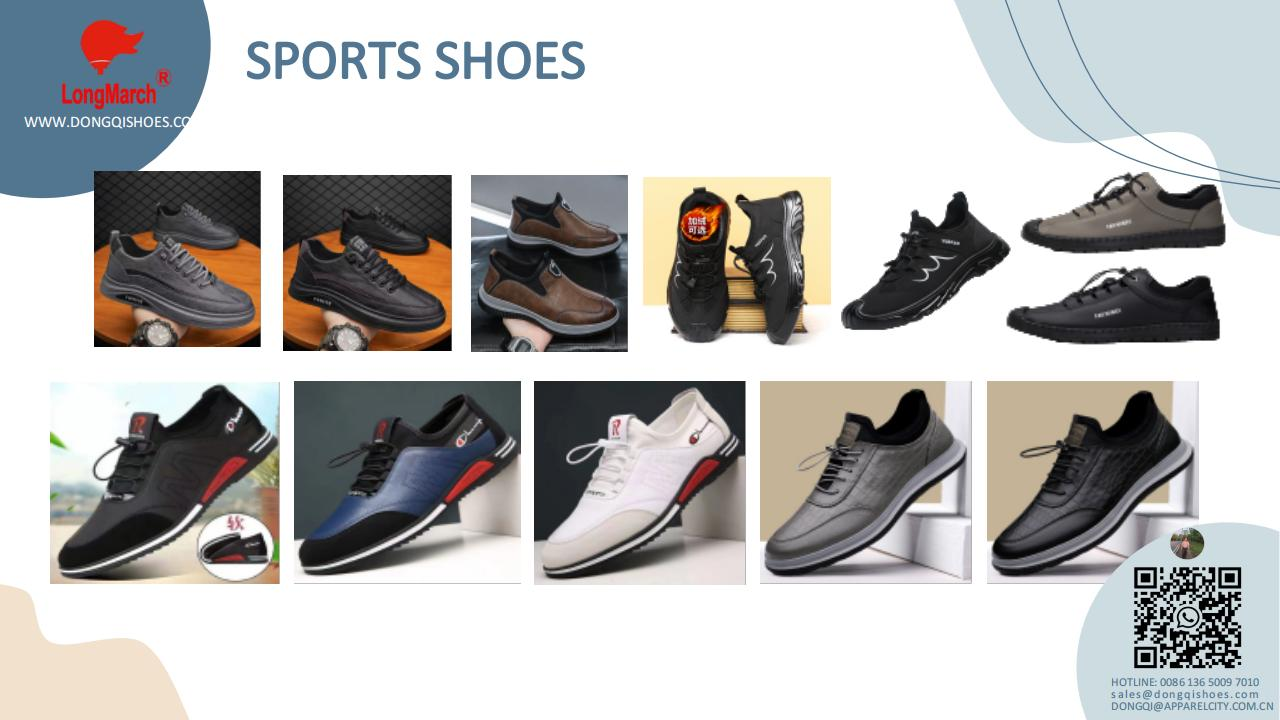 LongMarch®
WWW.DONGQISHOES.CO
SPORTS SHOES
加绒
可选
软
R
R
HOTLINE: 0086 136 5009 7010
sales@dongqishoes.com
DONGQI@APPARELCITY.COM.CN